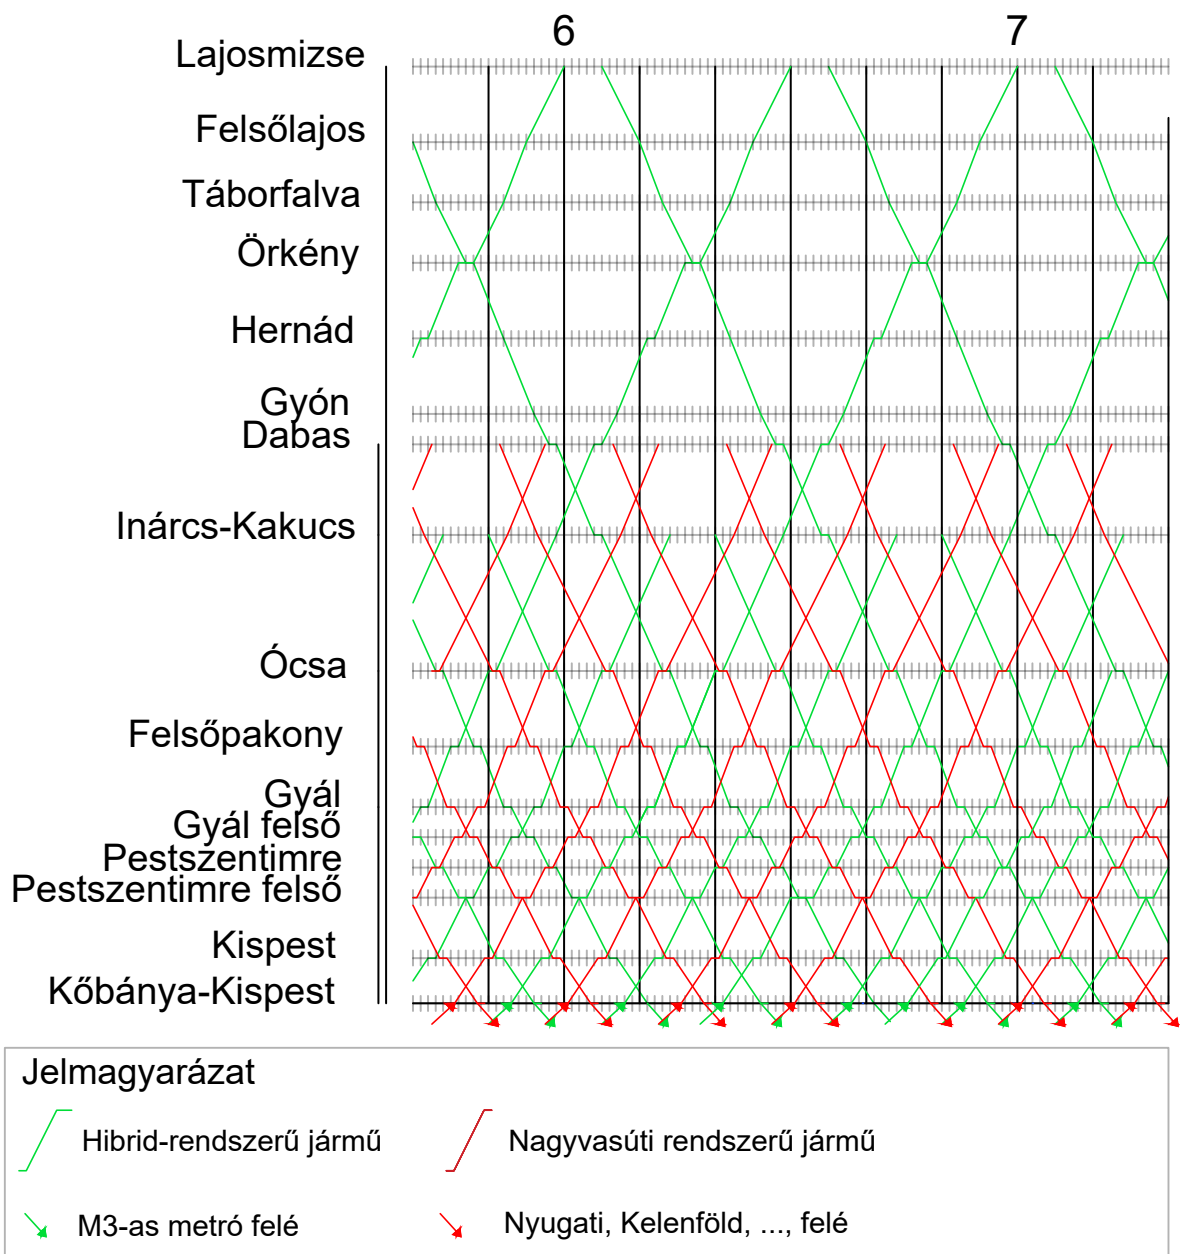 6
7
Lajosmizse
Felsőlajos
Táborfalva
Örkény
Hernád
Gyón
Dabas
Inárcs-Kakucs
Ócsa
Felsőpakony
Gyál
Gyál felső
Pestszentimre
Pestszentimre felső
Kispest
Kőbánya-Kispest
Jelmagyarázat
Hibrid-rendszerű jármű
Nagyvasúti rendszerű jármű
M3-as metró felé
Nyugati, Kelenföld, ..., felé